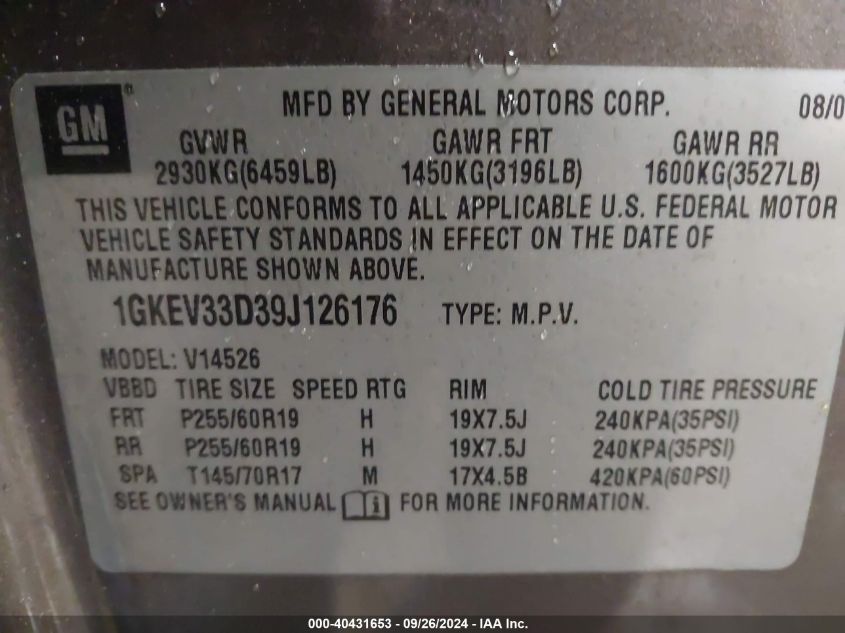 GM®
MFD BY GENERAL MOTORS CORP. 08/0
GVWR GAWR FRT GAWR RR
2930KG(6459LB) 1450KG(3196LB) 1600KG(3527LB)
THIS VEHICLE CONFORMS TO ALL APPLICABLE U.S. FEDERAL MOTOR
VEHICLE SAFETY STANDARDS IN EFFECT ON THE DATE OF
MANUFACTURE SHOWN ABOVE.
1GKEV33D39J126176 TYPE: M.P.V.
MODEL: V14526
VBBD TIRE SIZE SPEED RTG RIM COLD TIRE PRESSURE
FRT P255/60R19 H 19X7.5J 240KPA(35PSI)
RR P255/60R19 H 19X7.5J 240KPA(35PSI)
SPA T145/70R17 M 17X4.5B 420KPA(60PSI)
SEE OWNER'S MANUAL i FOR MORE INFORMATION.
000-40431653 - 09/26/2024 - IAA Inc.